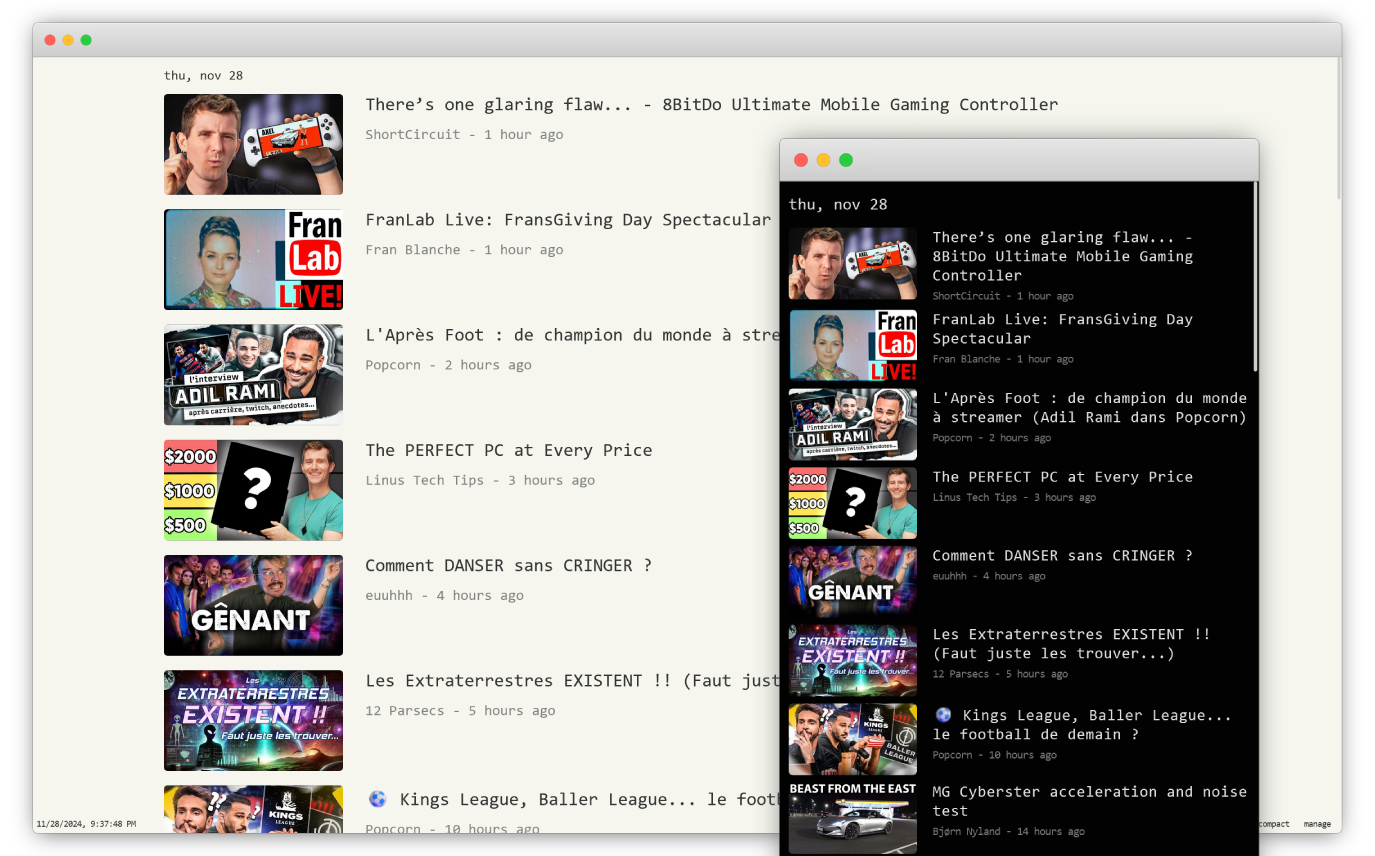 thu, nov 28
There’s one glaring flaw... - 8BitDo Ultimate Mobile Gaming Controller
ShortCircuit - 1 hour ago
AXEL
Fran
Lab
LIVE!
FranLab Live: FransGiving Day Spectacular
Fran Blanche - 1 hour ago
l'interview
ADIL RAMI
après carrière, twitch, anecdotes...
L'Après Foot : de champion du monde à stre
Popcorn - 2 hours ago
$2000
$1000
$500
?
The PERFECT PC at Every Price
Linus Tech Tips - 3 hours ago
GÊNANT
Comment DANSER sans CRINGER ?
euuhhh - 4 hours ago
Les
EXTRATERRESTRES
EXISTENT !!
Faut juste les trouver...
Les Extraterrestres EXISTENT !! (Faut just
12 Parsecs - 5 hours ago
??
KINGS
LEAGUE
BALLER
🌍 Kings League, Baller League... le footb
Popcorn - 10 hours ago
11/28/2024, 9:37:48 PM
compact manage
thu, nov 28
There’s one glaring flaw... -
8BitDo Ultimate Mobile Gaming
Controller
ShortCircuit - 1 hour ago
Fran
Lab
LIVE!
FranLab Live: FransGiving Day
Spectacular
Fran Blanche - 1 hour ago
l'interview
ADIL RAMI
après carrière, twitch, anecdotes...
L'Après Foot : de champion du monde
à streamer (Adil Rami dans Popcorn)
Popcorn - 2 hours ago
$2000
$1000
$500
?
The PERFECT PC at Every Price
Linus Tech Tips - 3 hours ago
GÊNANT
Comment DANSER sans CRINGER ?
euuhhh - 4 hours ago
Les
EXTRATERRESTRES
EXISTENT !!
Faut juste les trouver...
Les Extraterrestres EXISTENT !!
(Faut juste les trouver...)
12 Parsecs - 5 hours ago
??
KINGS
LEAGUE
BALLER
LEAGUE
🌍 Kings League, Baller League...
le football de demain ?
Popcorn - 10 hours ago
BEAST FROM THE EAST
MG Cyberster acceleration and noise
test
Bjørn Nyland - 14 hours ago